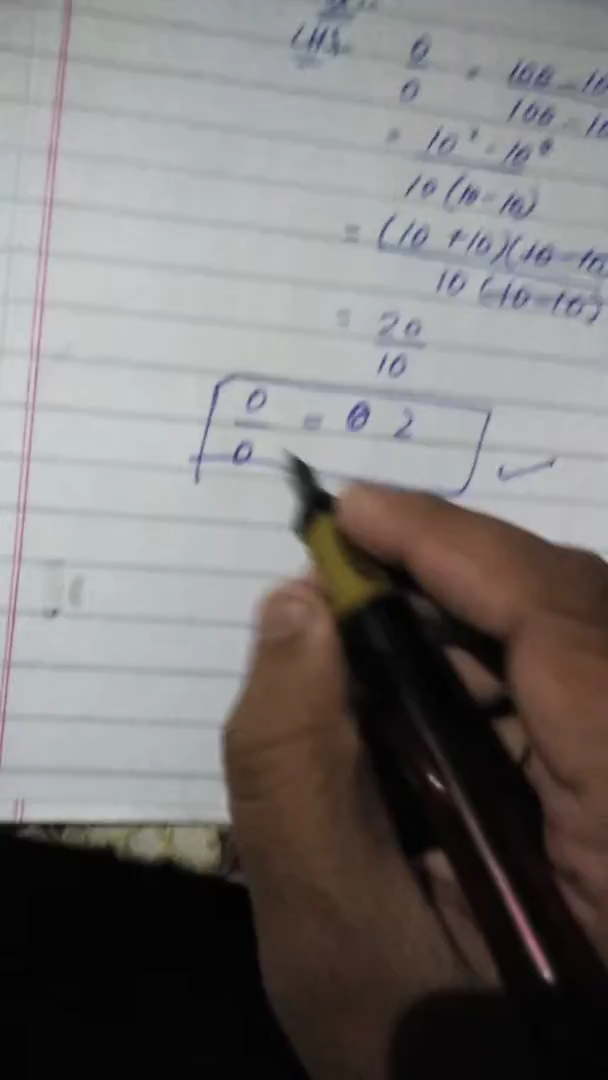 LHS 0/0 = 100 - 10 / 100 - 10
= 10² - 10² / 10 (10 - 10)
= (10 + 10)(10 - 10 / 10 (10 - 10)
= 20 / 10
0/0 = 2